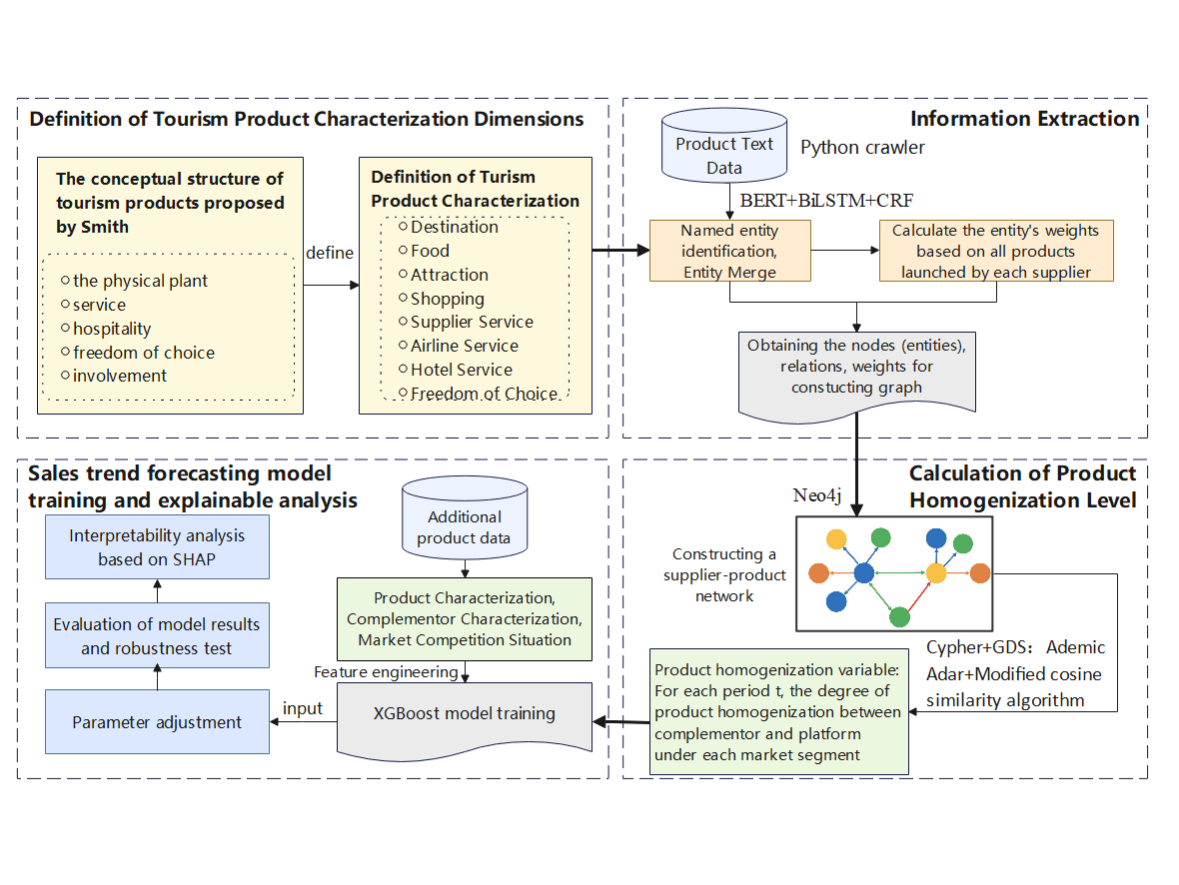 Definition of Tourism Product Characterization Dimensions
The conceptual structure of
tourism products proposed
by Smith
the physical plant
service
hospitality
freedom of choice
involvement
define
Definition of Turism
Product Characterization
Destination
Food
Attraction
Shopping
Supplier Service
Airline Service
Hotel Service
Freedom of Choice
Information Extraction
Product Text
Data
Python crawler
BERT+BiLSTM+CRF
Named entity
identification,
Entity Merge
Calculate the entity's weights
based on all products
launched by each supplier
Obtaining the nodes (entities),
relations, weights for
constucting graph
Sales trend forecasting model
training and explainable analysis
Interpretability analysis
based on SHAP
Evaluation of model results
and robustness test
Parameter adjustment
input
Additional
product data
Product Characterization,
Complementor Characterization,
Market Competition Situation
Feature engineering
XGBoost model training
Calculation of Product
Homogenization Level
Neo4j
Constructing a
supplier-product
network
Cypher+GDS：Ademic
Adar+Modified cosine
similarity algorithm
Product homogenization variable:
For each period t, the degree of
product homogenization between
complementor and platform
under each market segment